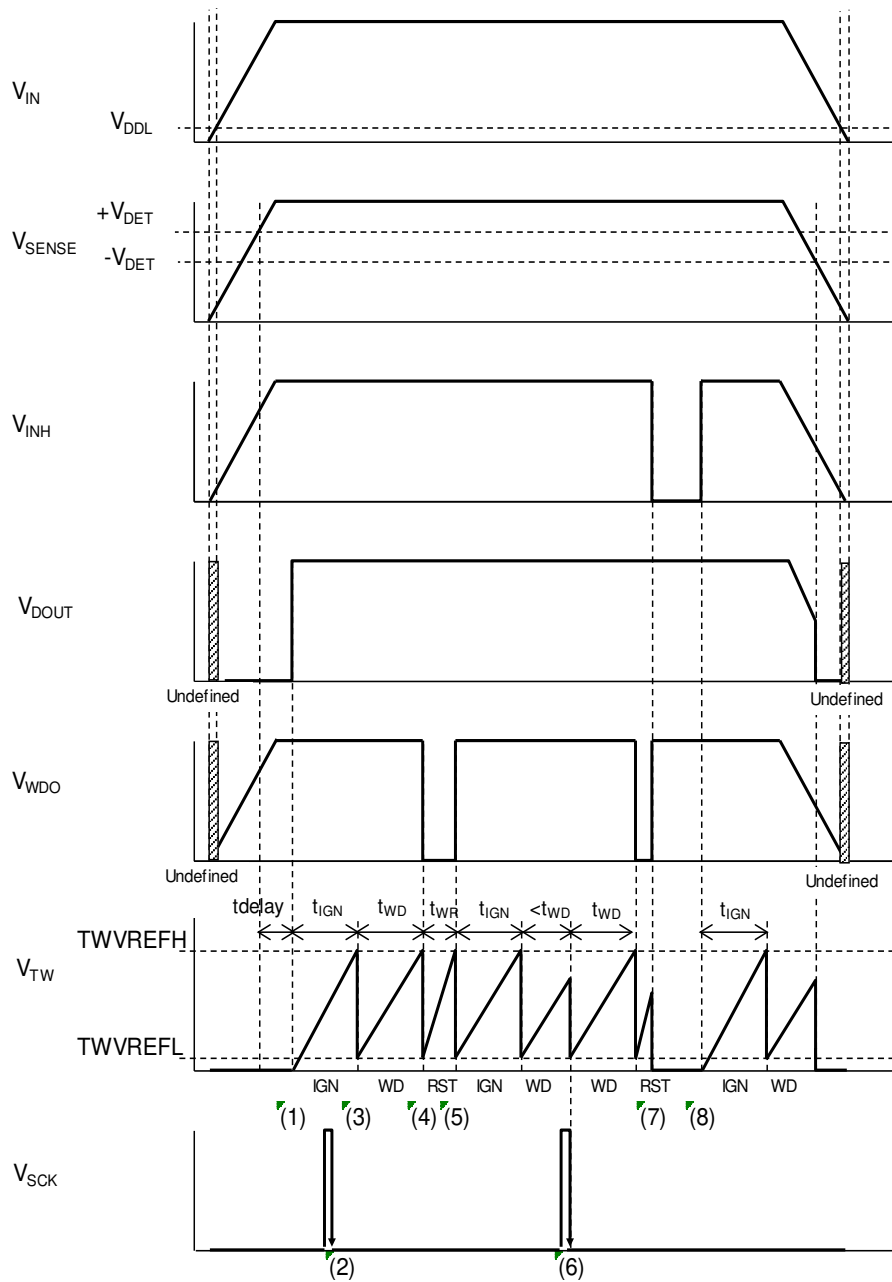 VIN
VDDL
+VDET
VSENSE
-VDET
VINH
VDOUT
Undefined
Undefined
VWDO
Undefined
Undefined
tdelay tIGN tWD tWR tIGN <tWD tWD tIGN
TWVREFH
VTW
TWVREFL
IGN WD RST IGN WD WD RST IGN WD
(1) (3) (4) (5) (7) (8)
VSCK
(2) (6)